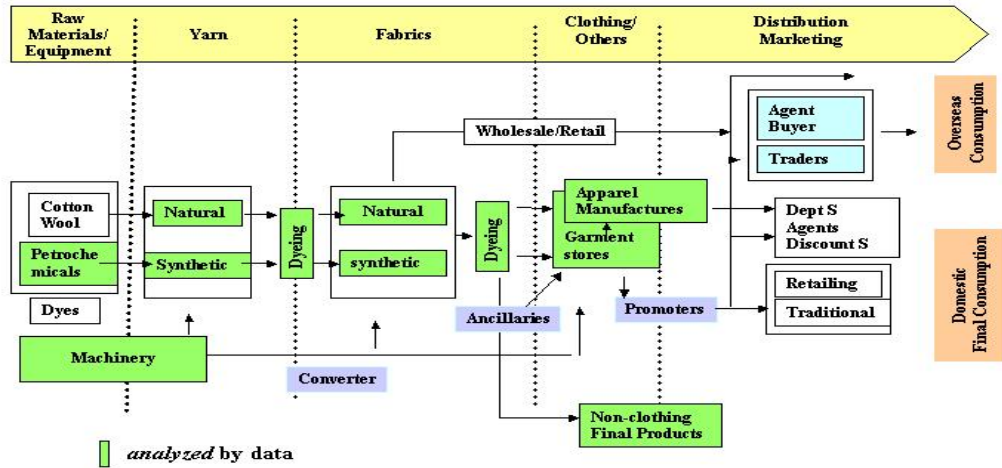 Raw
Materials/
Equipment
Yarn
Fabrics
Clothing/
Others
Distribution
Marketing
Wholesale/Retail
Agent
Buyer
Traders
Overseas
Consumption
Cotton
Wool
Petroche
micals
Dyes
Natural
Synthetic
Dyeing
Natural
synthetic
Dyeing
Apparel
Manufactures
Garment
stores
Dept S
Agents
Discount S
Retailing
Traditional
Domestic
Final Consumption
Ancillaries
Promoters
Machinery
Converter
Non-clothing
Final Products
analyzed by data